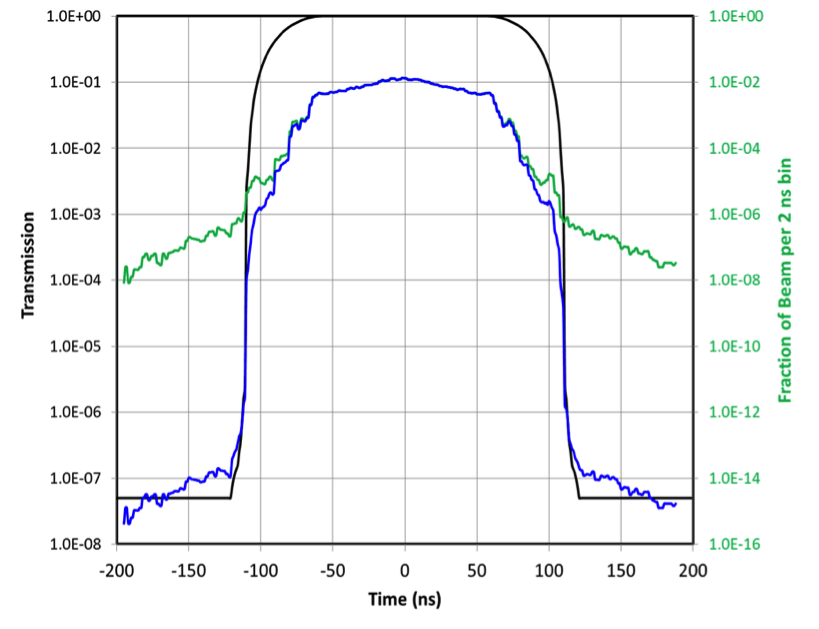 1.0E+00
1.0E-01
1.0E-02
1.0E-03
1.0E-04
1.0E-05
1.0E-06
1.0E-07
1.0E-08
Transmission
1.0E+00
1.0E-02
1.0E-04
1.0E-06
1.0E-08
1.0E-10
1.0E-12
1.0E-14
1.0E-16
Fraction of Beam per 2 ns bin
-200 -150 -100 -50 0 50 100 150 200
Time (ns)